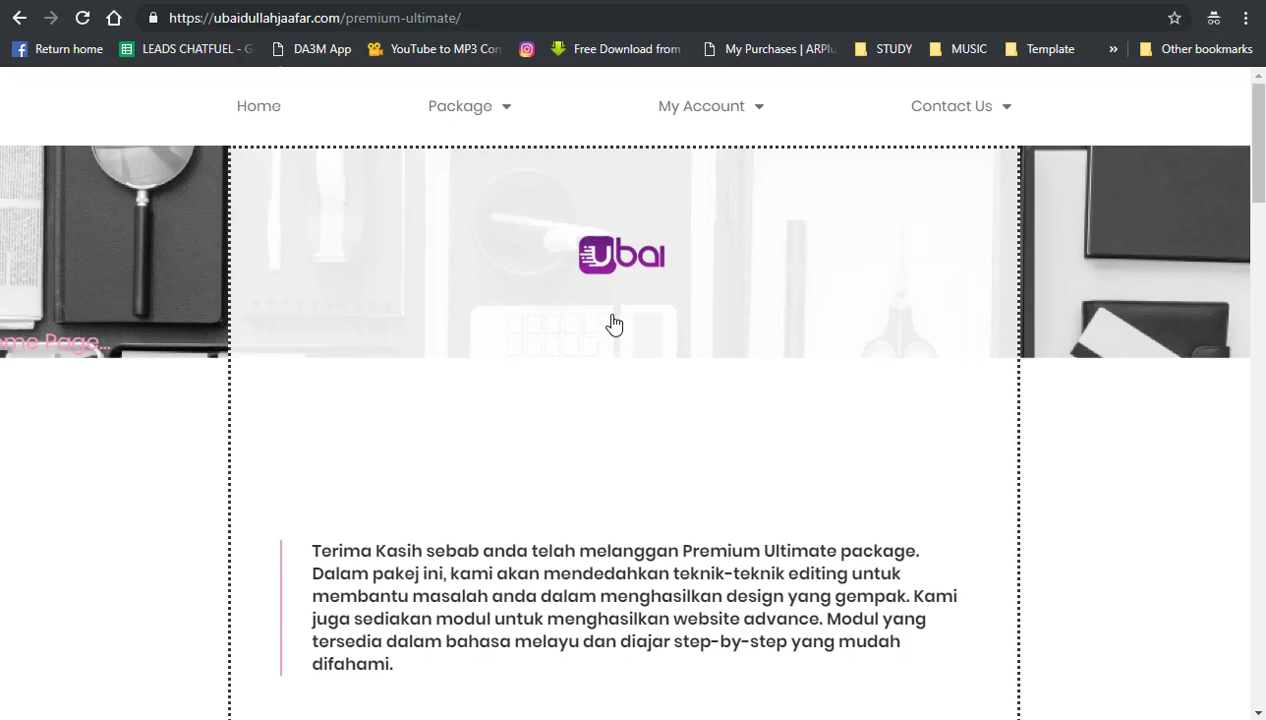 https://ubaidullahjaafar.com/premium-ultimate/
Return home
LEADS CHATFUEL - G
DA3M App
YouTube to MP3 Con
Free Download from
My Purchases | ARPlu
STUDY
MUSIC
Template
»
Other bookmarks
Home
Package
My Account
Contact Us
ubai
ome Page...
Terima Kasih sebab anda telah melanggan Premium Ultimate package.
Dalam pakej ini, kami akan mendedahkan teknik-teknik editing untuk
membantu masalah anda dalam menghasilkan design yang gempak. Kami
juga sediakan modul untuk menghasilkan website advance. Modul yang
tersedia dalam bahasa melayu dan diajar step-by-step yang mudah
difahami.